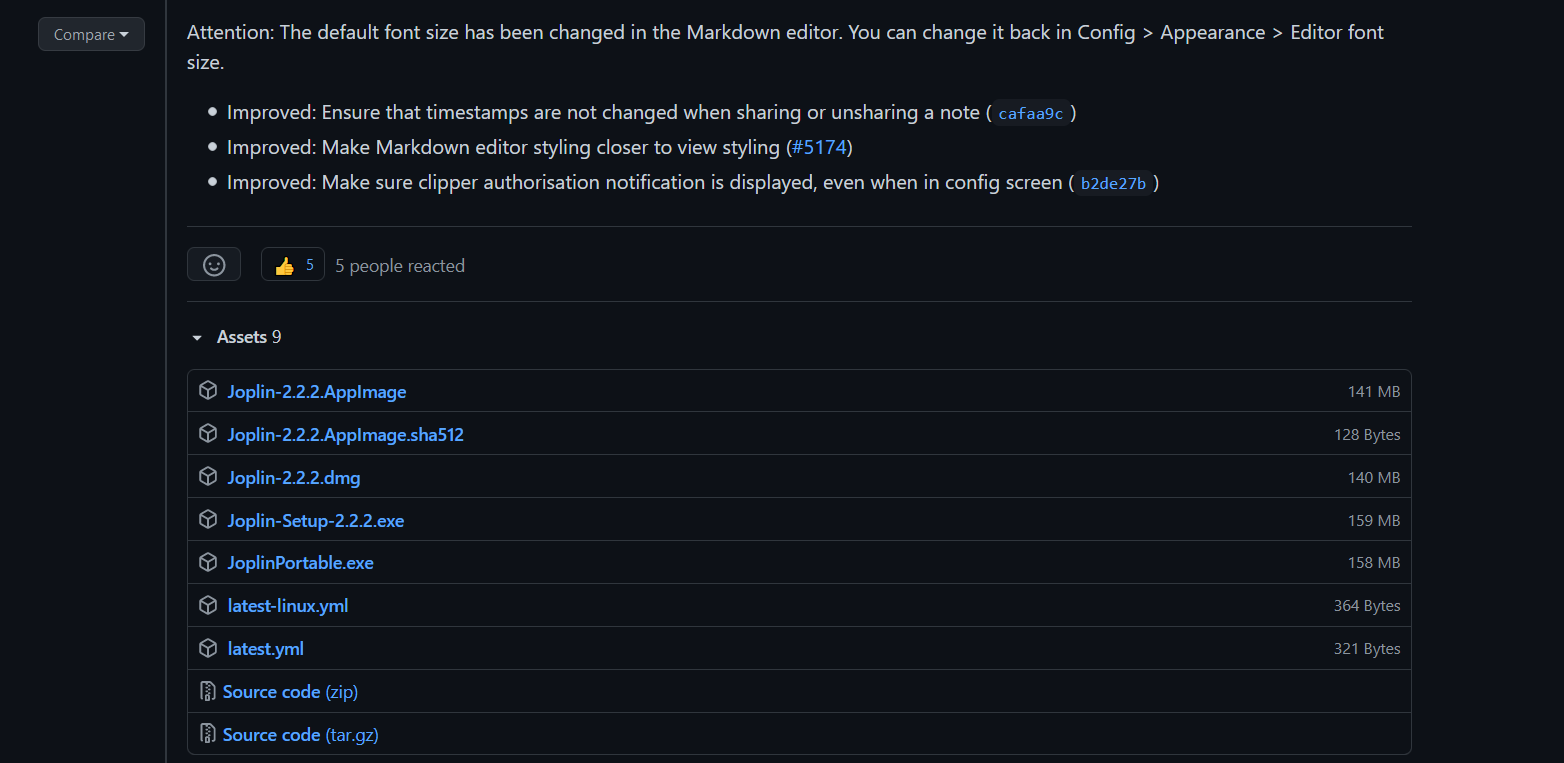 Compare
Attention: The default font size has been changed in the Markdown editor. You can change it back in Config > Appearance > Editor font
size.
Improved: Ensure that timestamps are not changed when sharing or unsharing a note (cafaa9c)
Improved: Make Markdown editor styling closer to view styling (#5174)
Improved: Make sure clipper authorisation notification is displayed, even when in config screen (b2de27b)
👍 5 5 people reacted
Assets 9
Joplin-2.2.2.AppImage 141 MB
Joplin-2.2.2.AppImage.sha512 128 Bytes
Joplin-2.2.2.dmg 140 MB
Joplin-Setup-2.2.2.exe 159 MB
JoplinPortable.exe 158 MB
latest-linux.yml 364 Bytes
latest.yml 321 Bytes
Source code (zip)
Source code (tar.gz)